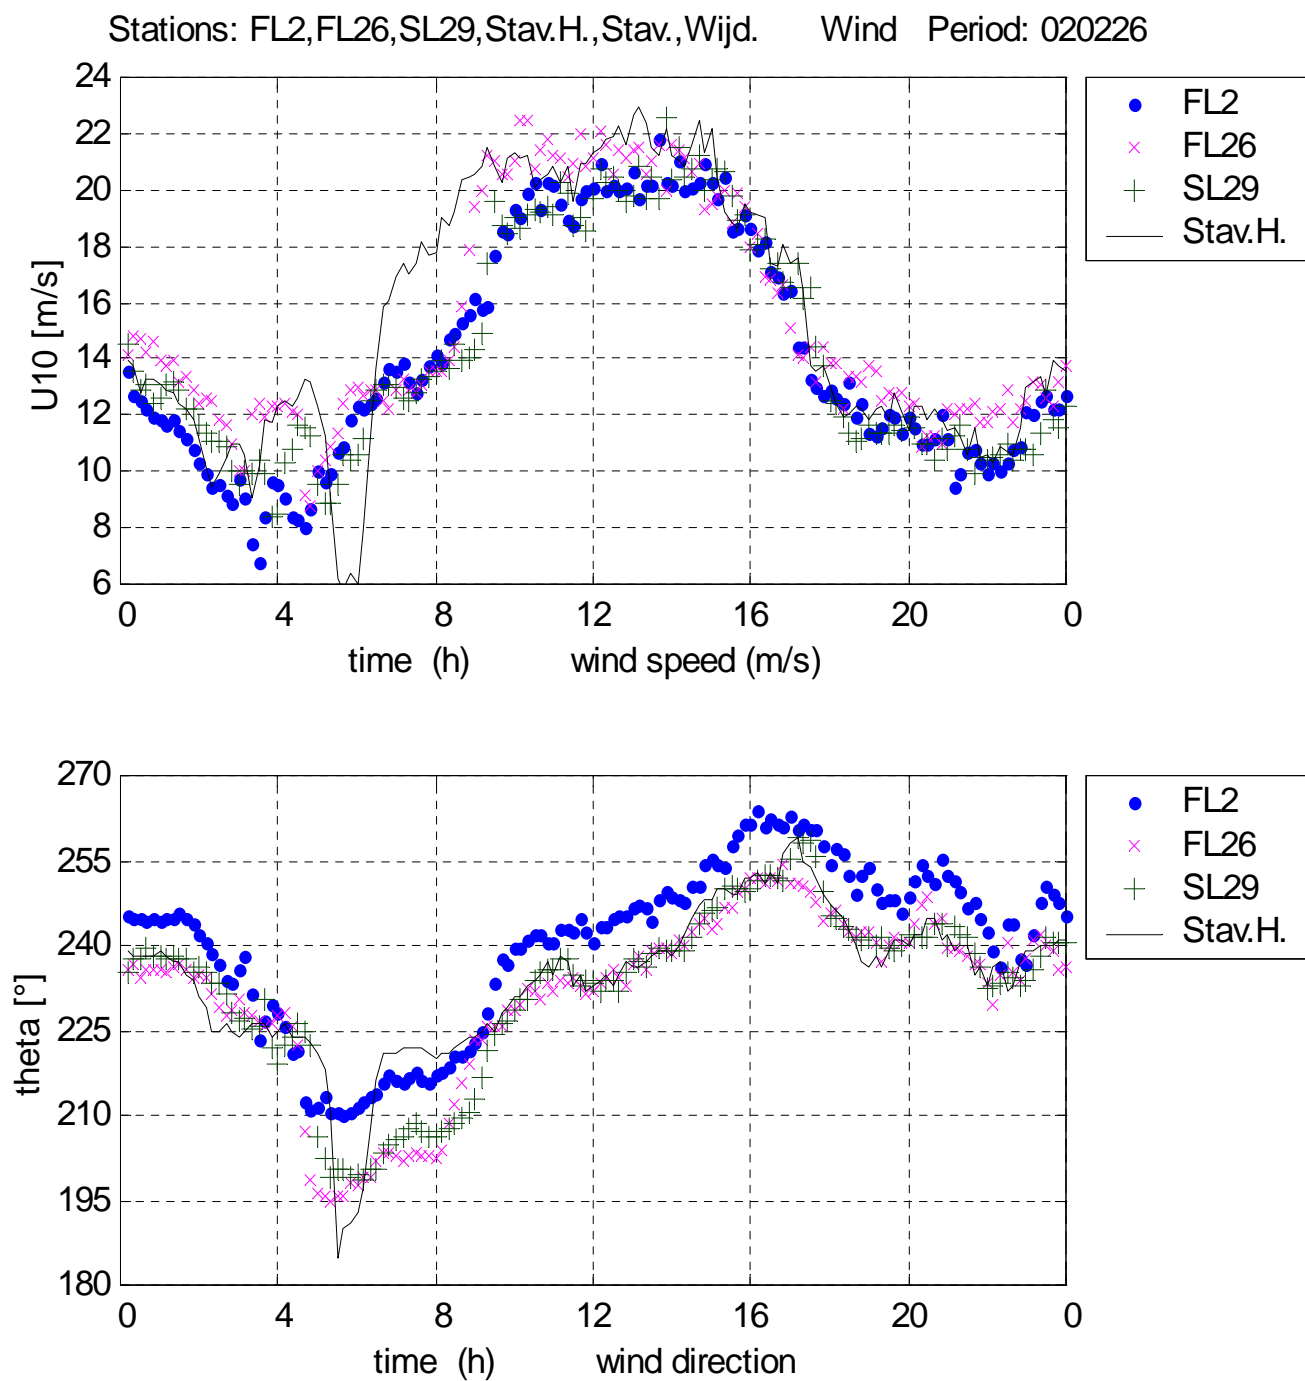 Stations: FL2,FL26,SL29,Stav.H.,Stav.,Wijd. Wind Period: 020226
24
22
20
18
16
14
12
10
8
6
U10 [m/s]
0 4 8 12 16 20 0
time (h) wind speed (m/s)
FL2
FL26
SL29
Stav.H.
270
255
240
225
210
195
180
theta [°]
0 4 8 12 16 20 0
time (h) wind direction
FL2
FL26
SL29
Stav.H.